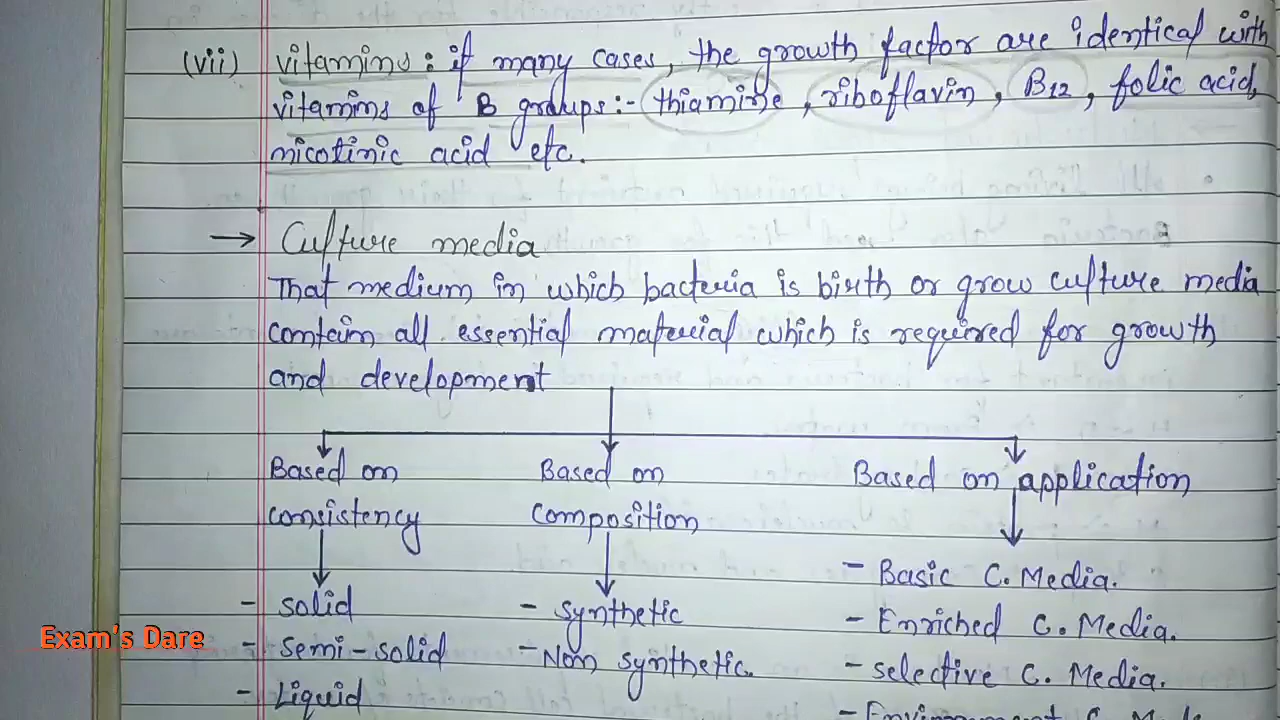 (vii) vitamins : if many cases, the growth factor are identical with
vitamins of B groups :- thiamine, riboflavin, B12, folic acid,
nicotinic acid etc.
→ Culture media
That medium in which bacteria is birth or grow culture media
contain all essential material which is required for growth
and development
Based on consistency
- solid
- Semi-solid
- Liquid
Based on composition
- synthetic
- Non synthetic.
Based on application
- Basic C. Media.
- Enriched C. Media.
- selective C. Media.
Exam's Dare